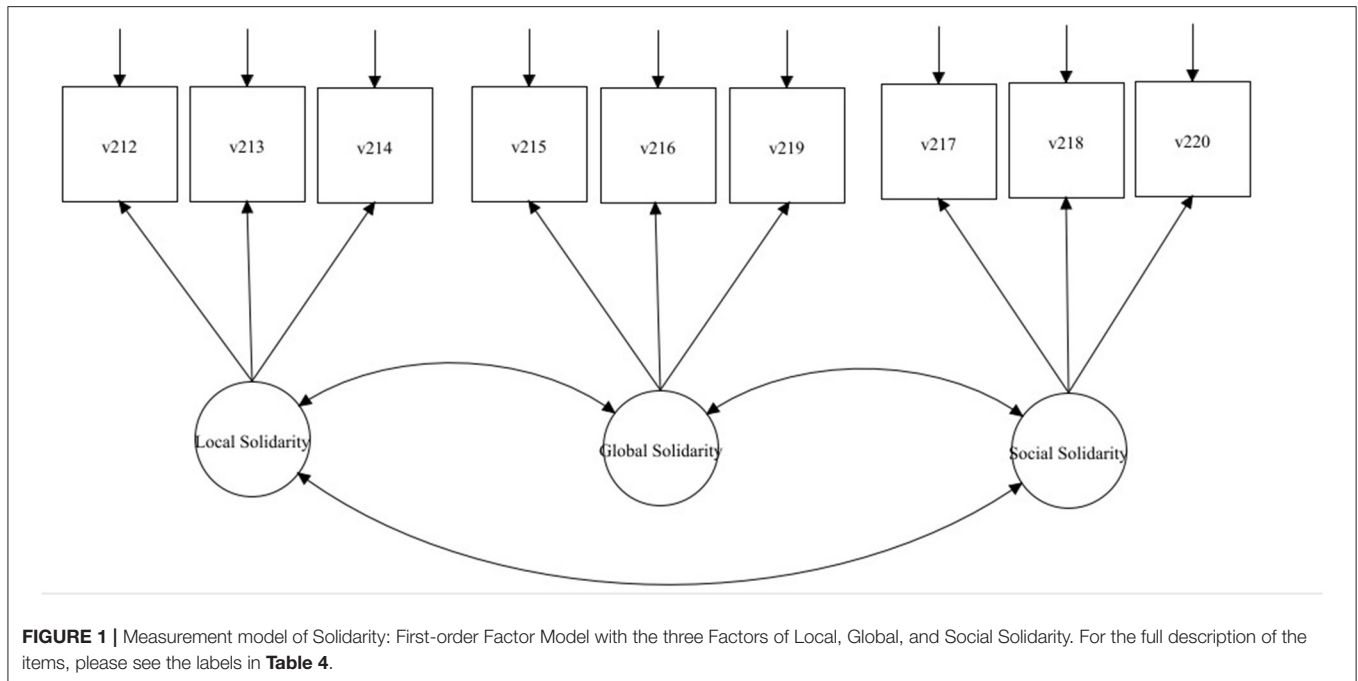 v212 v213 v214 v215 v216 v219 v217 v218 v220
Local Solidarity Global Solidarity Social Solidarity
FIGURE 1 | Measurement model of Solidarity: First-order Factor Model with the three Factors of Local, Global, and Social Solidarity. For the full description of the
items, please see the labels in Table 4.